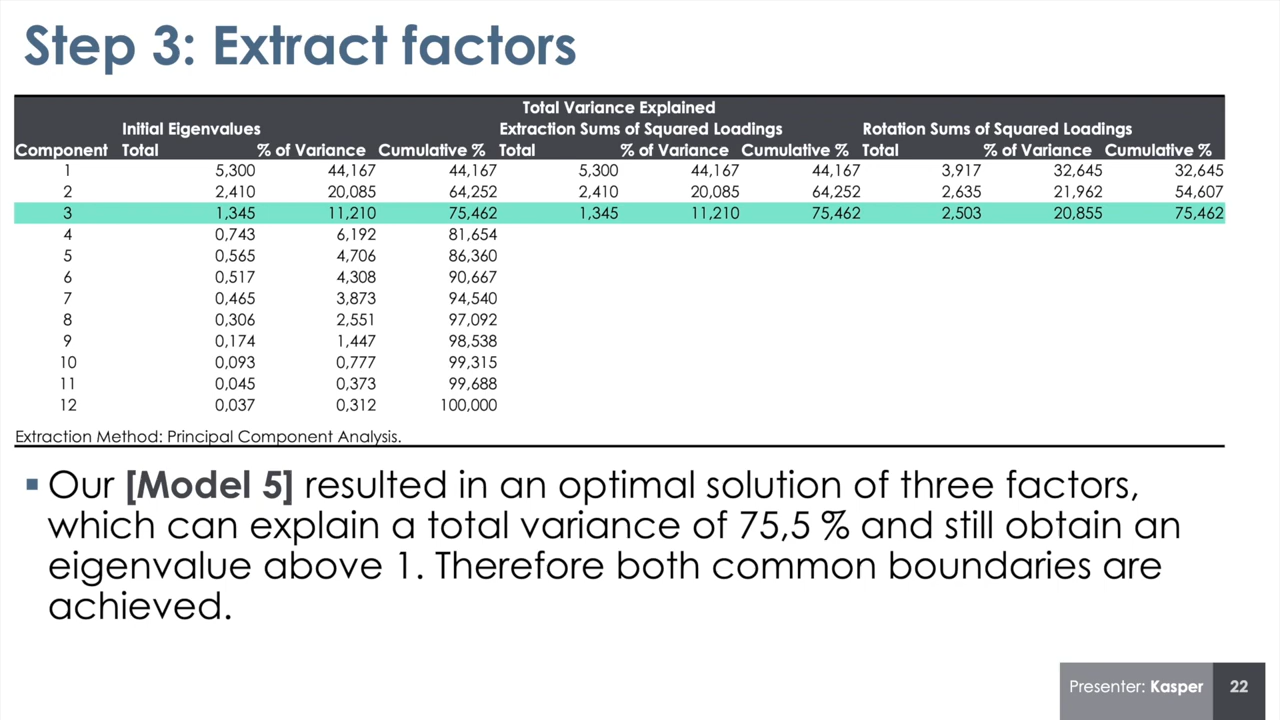 Step 3: Extract factors
Total Variance Explained
Initial Eigenvalues Extraction Sums of Squared Loadings Rotation Sums of Squared Loadings
Component Total % of Variance Cumulative % Total % of Variance Cumulative % Total % of Variance Cumulative %
1 5,300 44,167 44,167 5,300 44,167 44,167 3,917 32,645 32,645
2 2,410 20,085 64,252 2,410 20,085 64,252 2,635 21,962 54,607
3 1,345 11,210 75,462 1,345 11,210 75,462 2,503 20,855 75,462
4 0,743 6,192 81,654
5 0,565 4,706 86,360
6 0,517 4,308 90,667
7 0,465 3,873 94,540
8 0,306 2,551 97,092
9 0,174 1,447 98,538
10 0,093 0,777 99,315
11 0,045 0,373 99,688
12 0,037 0,312 100,000
Extraction Method: Principal Component Analysis.
▪ Our [Model 5] resulted in an optimal solution of three factors,
which can explain a total variance of 75,5 % and still obtain an
eigenvalue above 1. Therefore both common boundaries are
achieved.
Presenter: Kasper 22